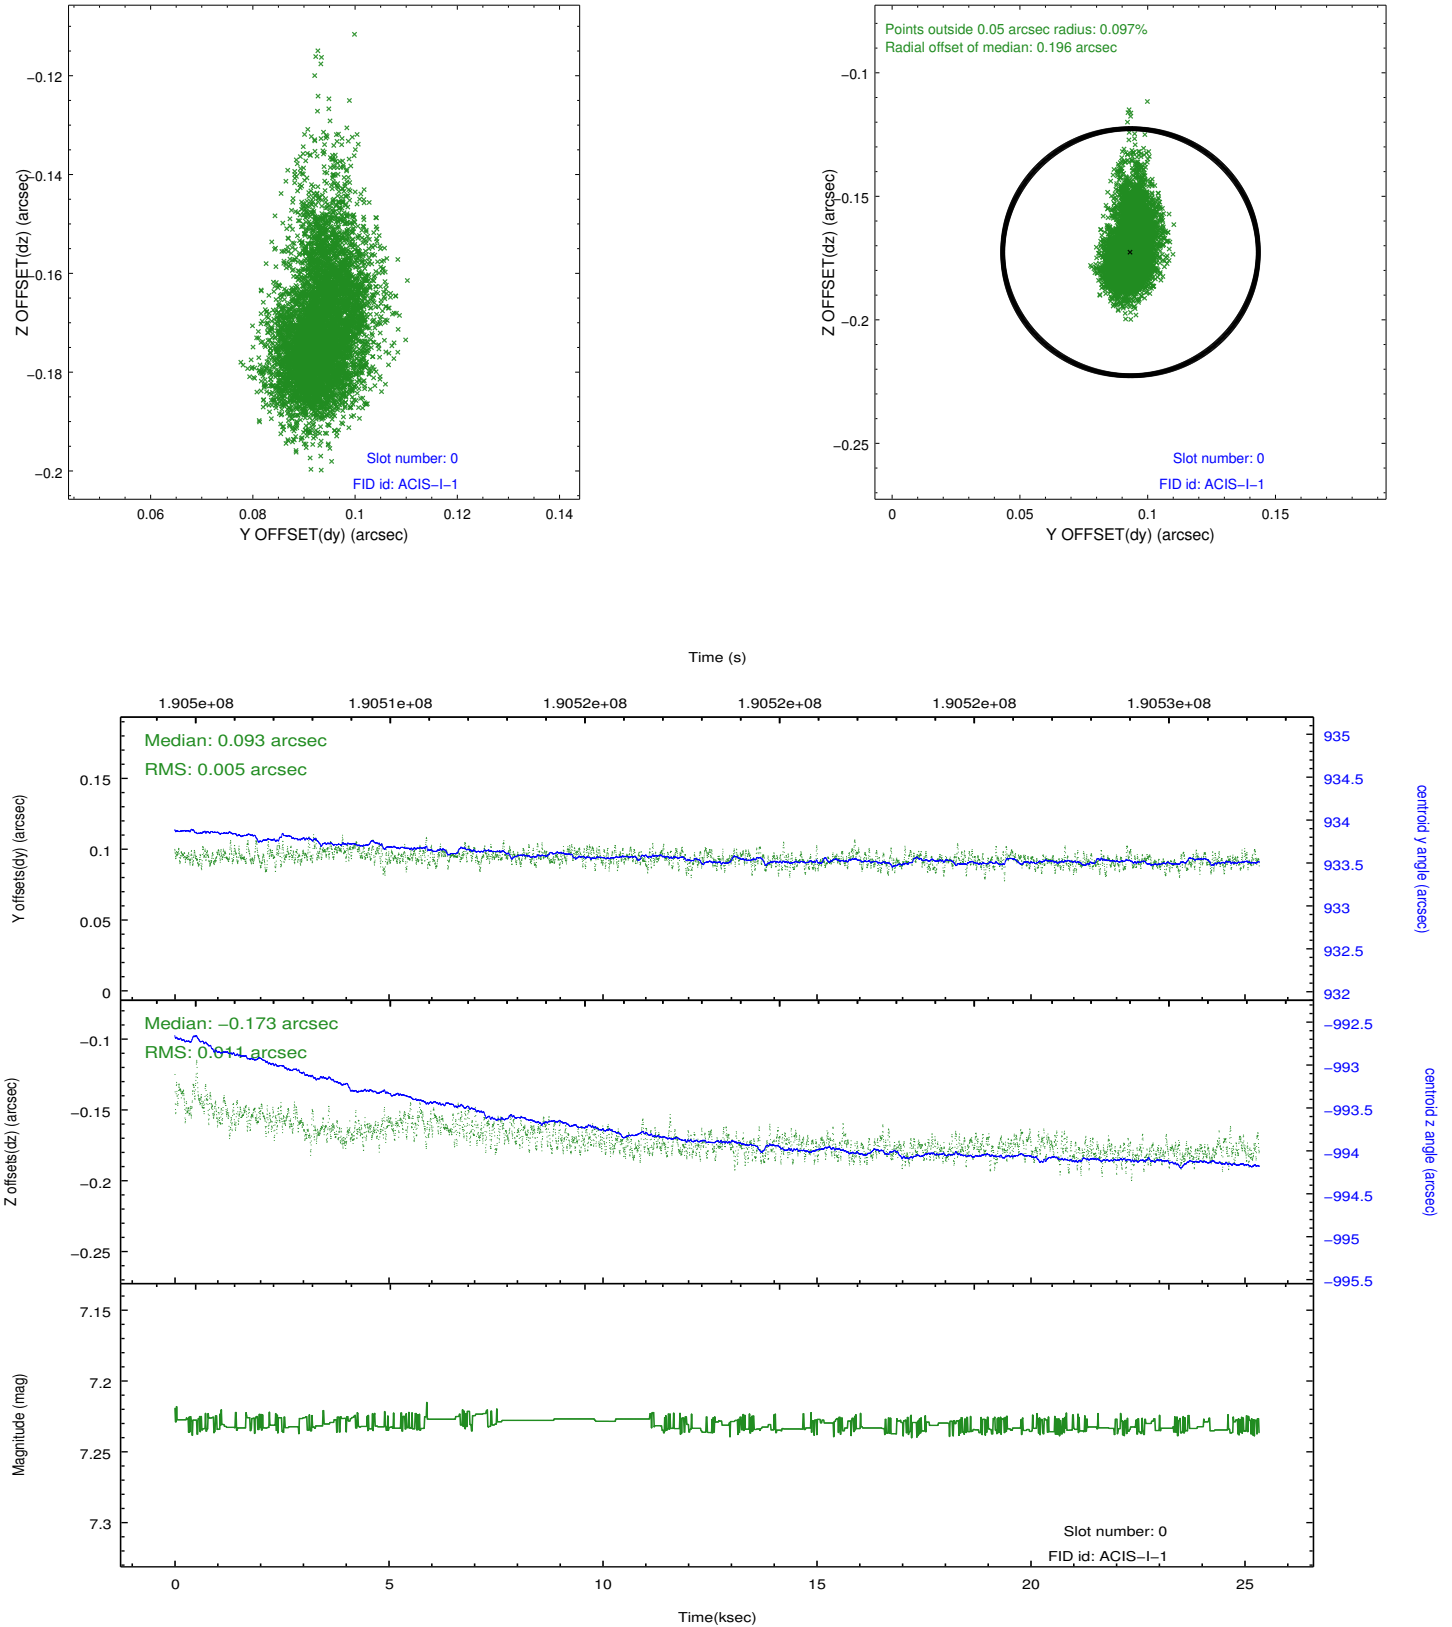 −0.12
−0.14
−0.16
−0.18
−0.2
Z OFFSET(dz) (arcsec)
Slot number: 0
FID id: ACIS−I−1
0.06
0.08
0.1
0.12
0.14
Y OFFSET(dy) (arcsec)
Points outside 0.05 arcsec radius: 0.097%
Radial offset of median: 0.196 arcsec
−0.1
−0.15
−0.2
−0.25
Z OFFSET(dz) (arcsec)
Slot number: 0
FID id: ACIS−I−1
0
0.05
0.1
0.15
Y OFFSET(dy) (arcsec)
Time (s)
1.905e+08
1.9051e+08
1.9052e+08
1.9052e+08
1.9052e+08
1.9053e+08
Median: 0.093 arcsec
RMS: 0.005 arcsec
0.15
0.1
0.05
0
Y offsets(dy) (arcsec)
935
934.5
934
933.5
933
932.5
932
centroid y angle (arcsec)
Median: −0.173 arcsec
RMS: 0.011 arcsec
−0.1
−0.15
−0.2
−0.25
Z offsets(dz) (arcsec)
−992.5
−993
−993.5
−994
−994.5
−995
−995.5
centroid z angle (arcsec)
7.15
7.2
7.25
7.3
Magnitude (mag)
Slot number: 0
FID id: ACIS−I−1
0
5
10
15
20
25
Time(ksec)